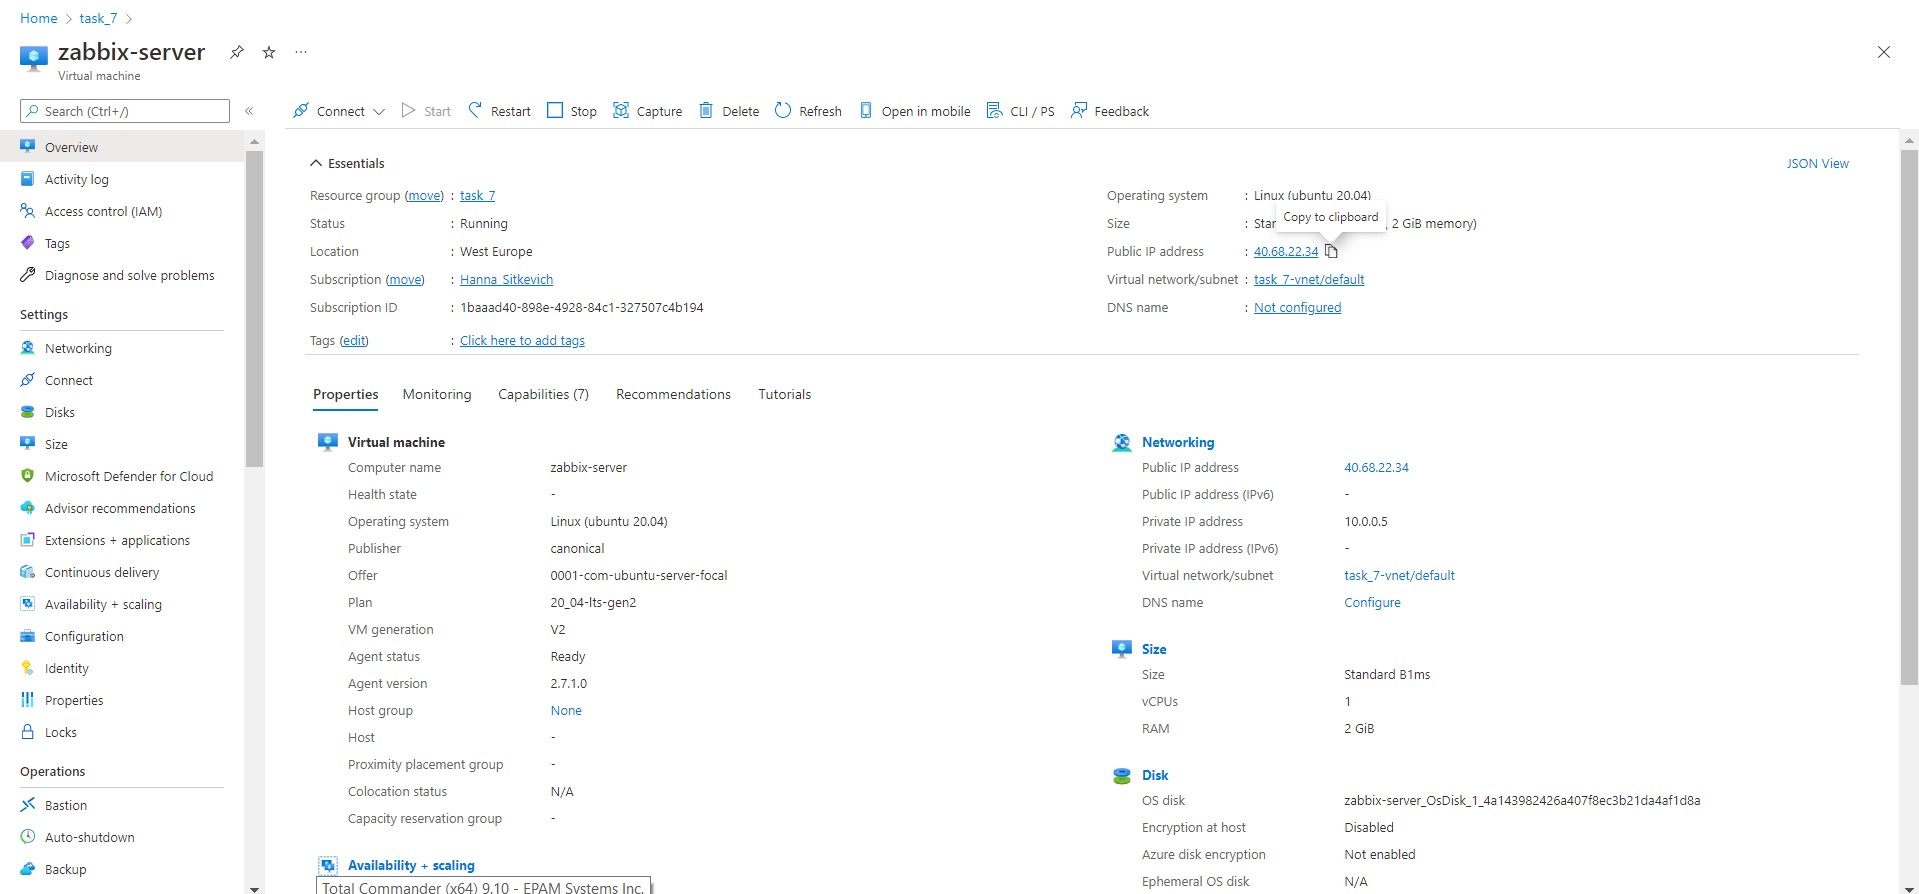 Home > task_7 >
zabbix-server
Virtual machine
Search (Ctrl+/)
«
Connect
Start
Restart
Stop
Capture
Delete
Refresh
Open in mobile
CLI / PS
Feedback
Overview
Activity log
Access control (IAM)
Tags
Diagnose and solve problems
Settings
Networking
Connect
Disks
Size
Microsoft Defender for Cloud
Advisor recommendations
Extensions + applications
Continuous delivery
Availability + scaling
Configuration
Identity
Properties
Locks
Operations
Bastion
Auto-shutdown
Backup
Essentials
JSON View
Resource group (move) : task_7
Status : Running
Location : West Europe
Subscription (move) : Hanna_Sitkevich
Subscription ID : 1baaad40-898e-4928-84c1-327507c4b194
Tags (edit) : Click here to add tags
Operating system : Linux (ubuntu 20.04)
Copy to clipboard
Size : Star , 2 GiB memory)
Public IP address : 40.68.22.34
Virtual network/subnet : task_7-vnet/default
DNS name : Not configured
Properties
Monitoring
Capabilities (7)
Recommendations
Tutorials
Virtual machine
Computer name zabbix-server
Health state -
Operating system Linux (ubuntu 20.04)
Publisher canonical
Offer 0001-com-ubuntu-server-focal
Plan 20_04-lts-gen2
VM generation V2
Agent status Ready
Agent version 2.7.1.0
Host group None
Host -
Proximity placement group -
Colocation status N/A
Capacity reservation group -
Availability + scaling
Total Commander (x64) 9.10 - EPAM Systems Inc.
Networking
Public IP address 40.68.22.34
Public IP address (IPv6) -
Private IP address 10.0.0.5
Private IP address (IPv6) -
Virtual network/subnet task_7-vnet/default
DNS name Configure
Size
Size Standard B1ms
vCPUs 1
RAM 2 GiB
Disk
OS disk zabbix-server_OsDisk_1_4a143982426a407f8ec3b21da4af1d8a
Encryption at host Disabled
Azure disk encryption Not enabled
Ephemeral OS disk N/A